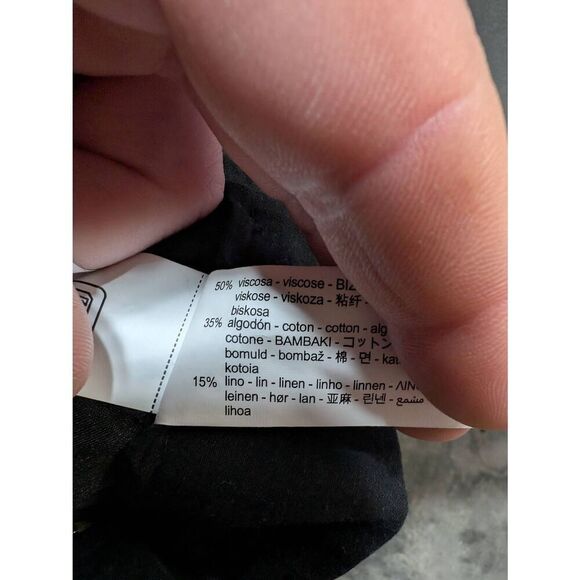 50% viscosa - viscose - BIZ
viskose - viskoza - 粘纤 -
biskosa
35% algodón - coton - cotton - alg
cotone - BAMBAKI - コットン
bomuld - bombaž - 棉 - 면 - kat
kotoia
15% lino - lin - linen - linho - linnen - ΛΙΝ
leinen - hør - lan - 亚麻 - 린넨 - مشمع
lihoa